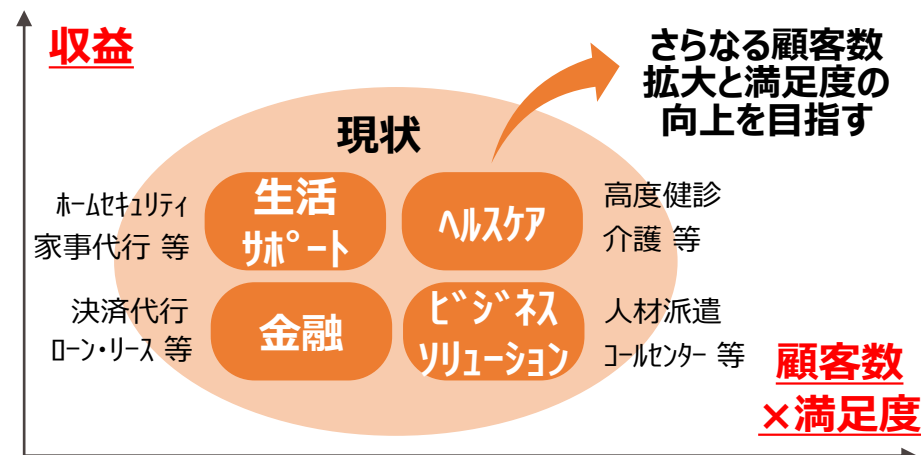 収益
さらなる顧客数
拡大と満足度の
向上を目指す
現状
ﾎｰﾑｾｷｭﾘﾃｨ
家事代行 等
生活
ｻﾎﾟｰﾄ
ﾍﾙｽｹｱ
高度健診
介護 等
決済代行
ﾛｰﾝ・ﾘｰｽ 等
金融
ﾋﾞｼﾞﾈｽ
ｿﾘｭｰｼｮﾝ
人材派遣
ｺｰﾙｾﾝﾀｰ 等
顧客数
×満足度